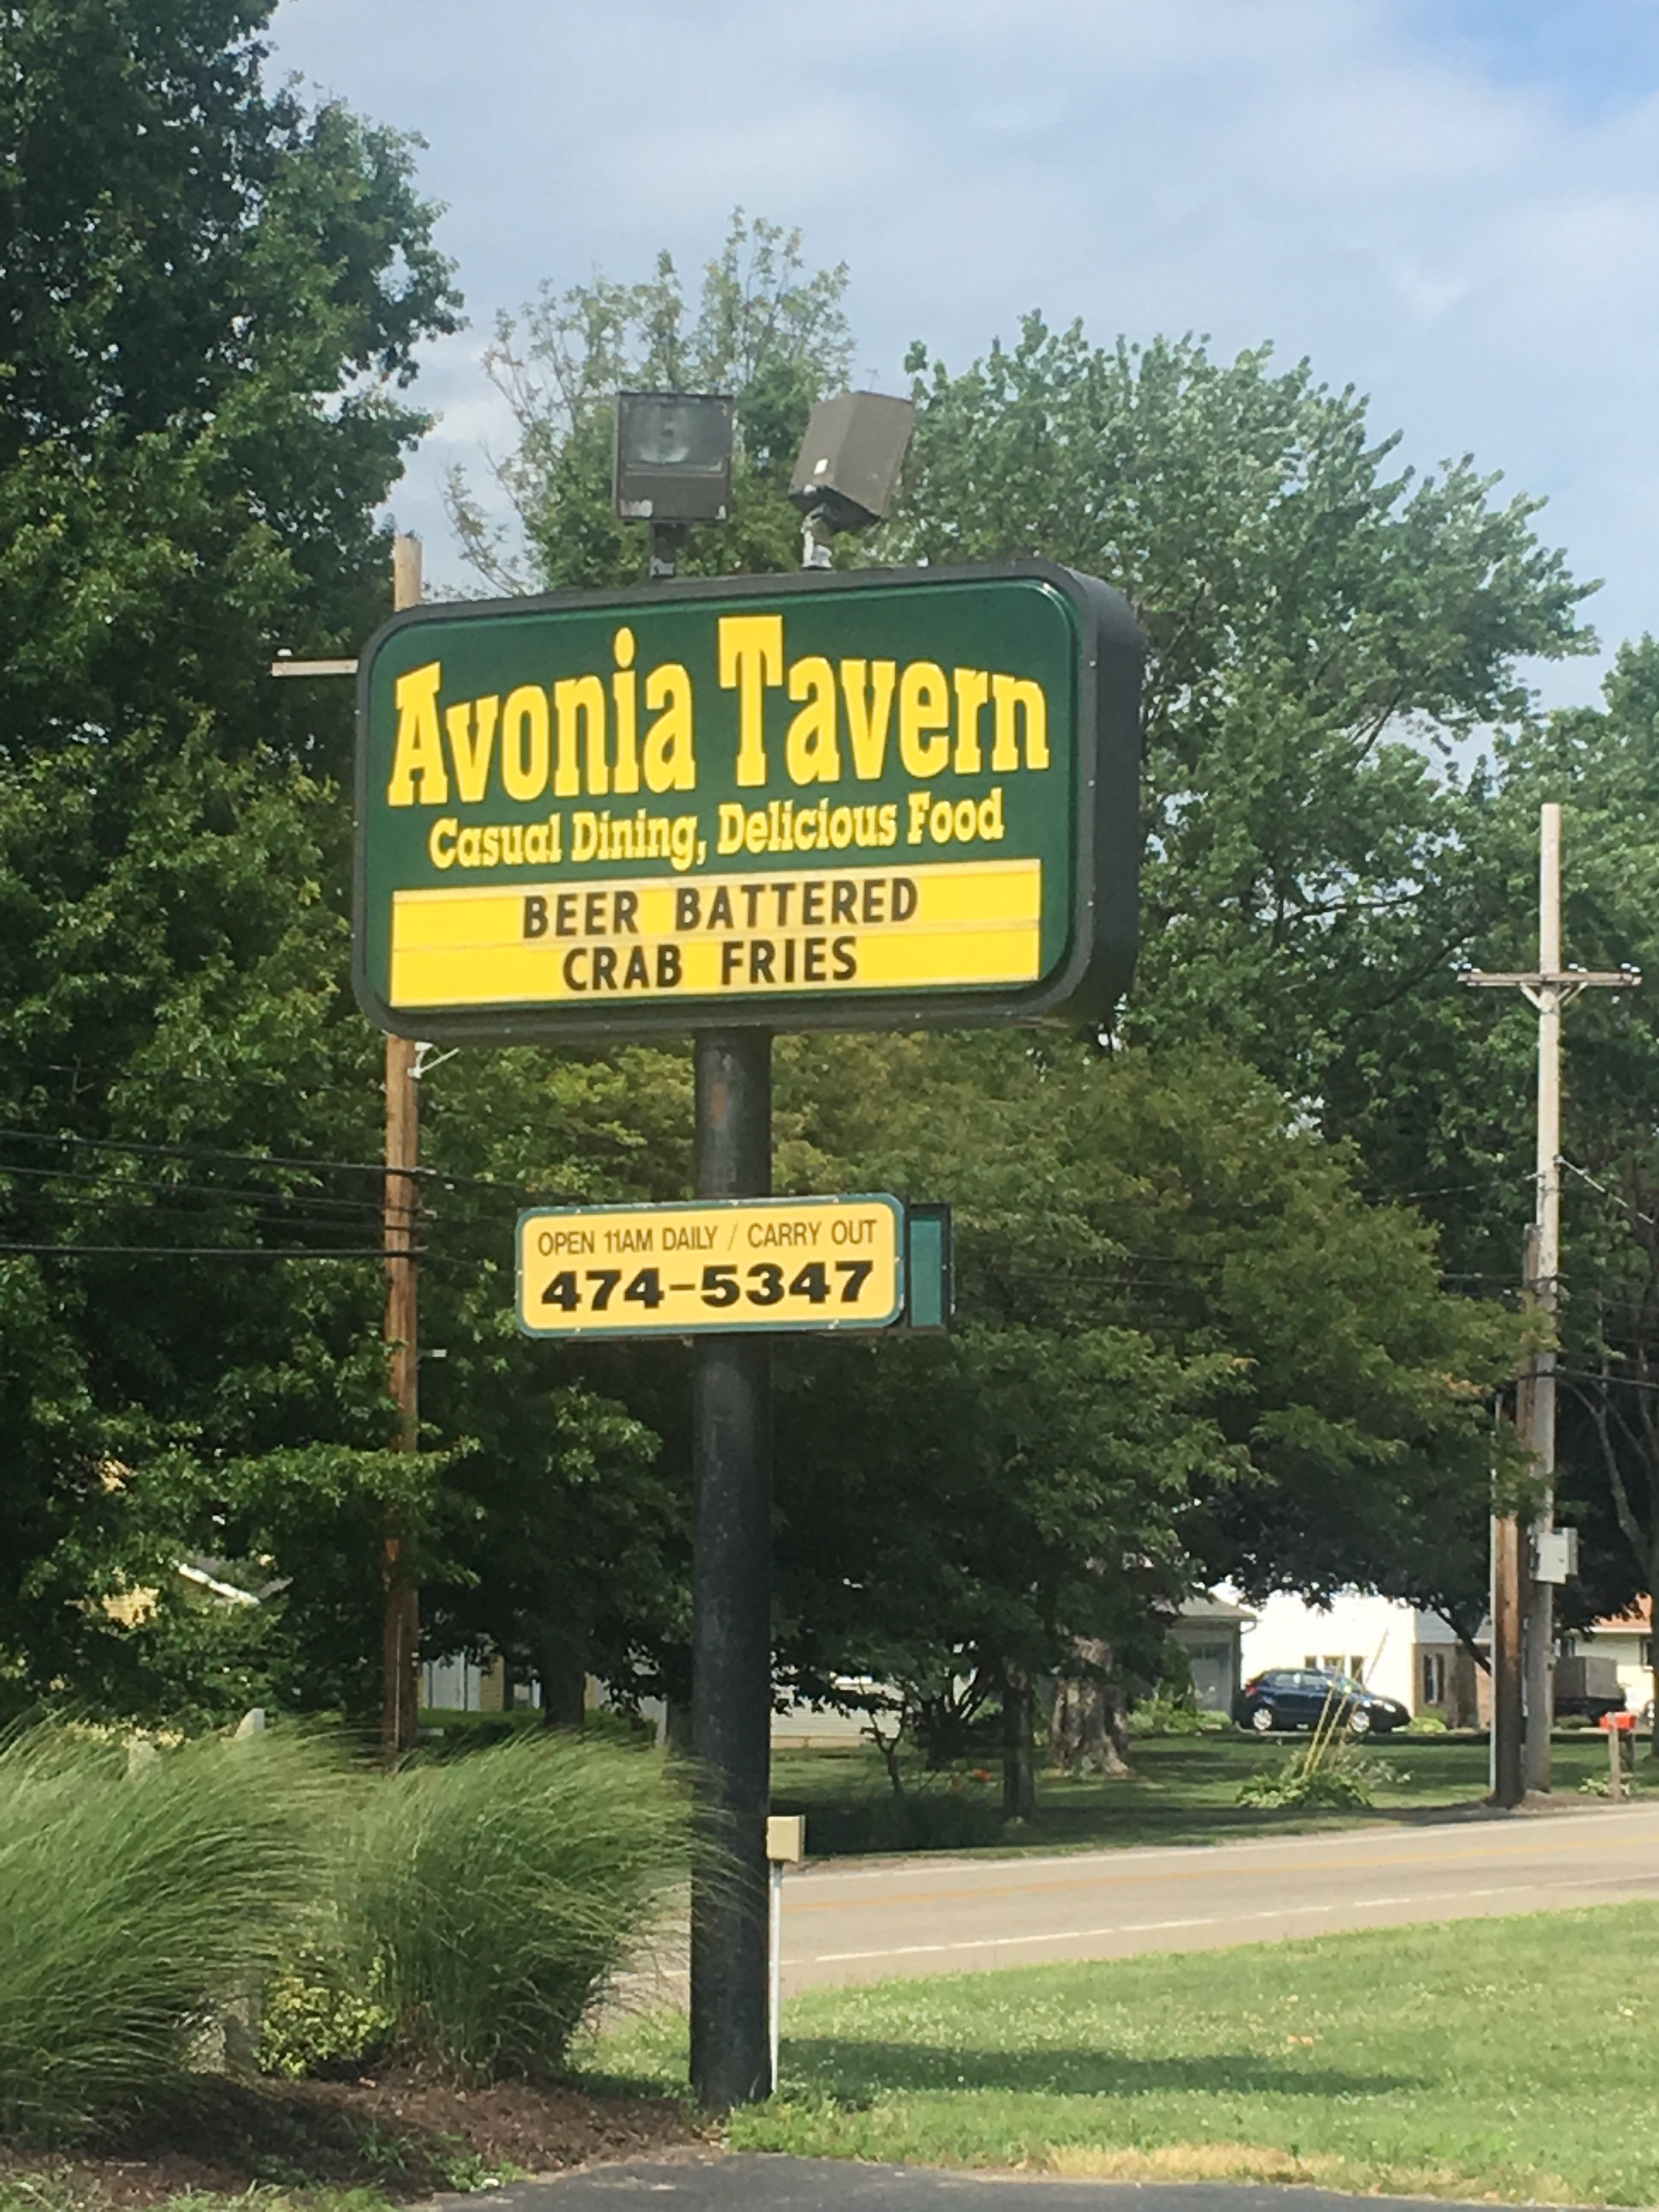 Avonia Tavern
Casual Dining, Delicious Food
BEER BATTERED
CRAB FRIES
OPEN 11AM DAILY / CARRY OUT
474-5347